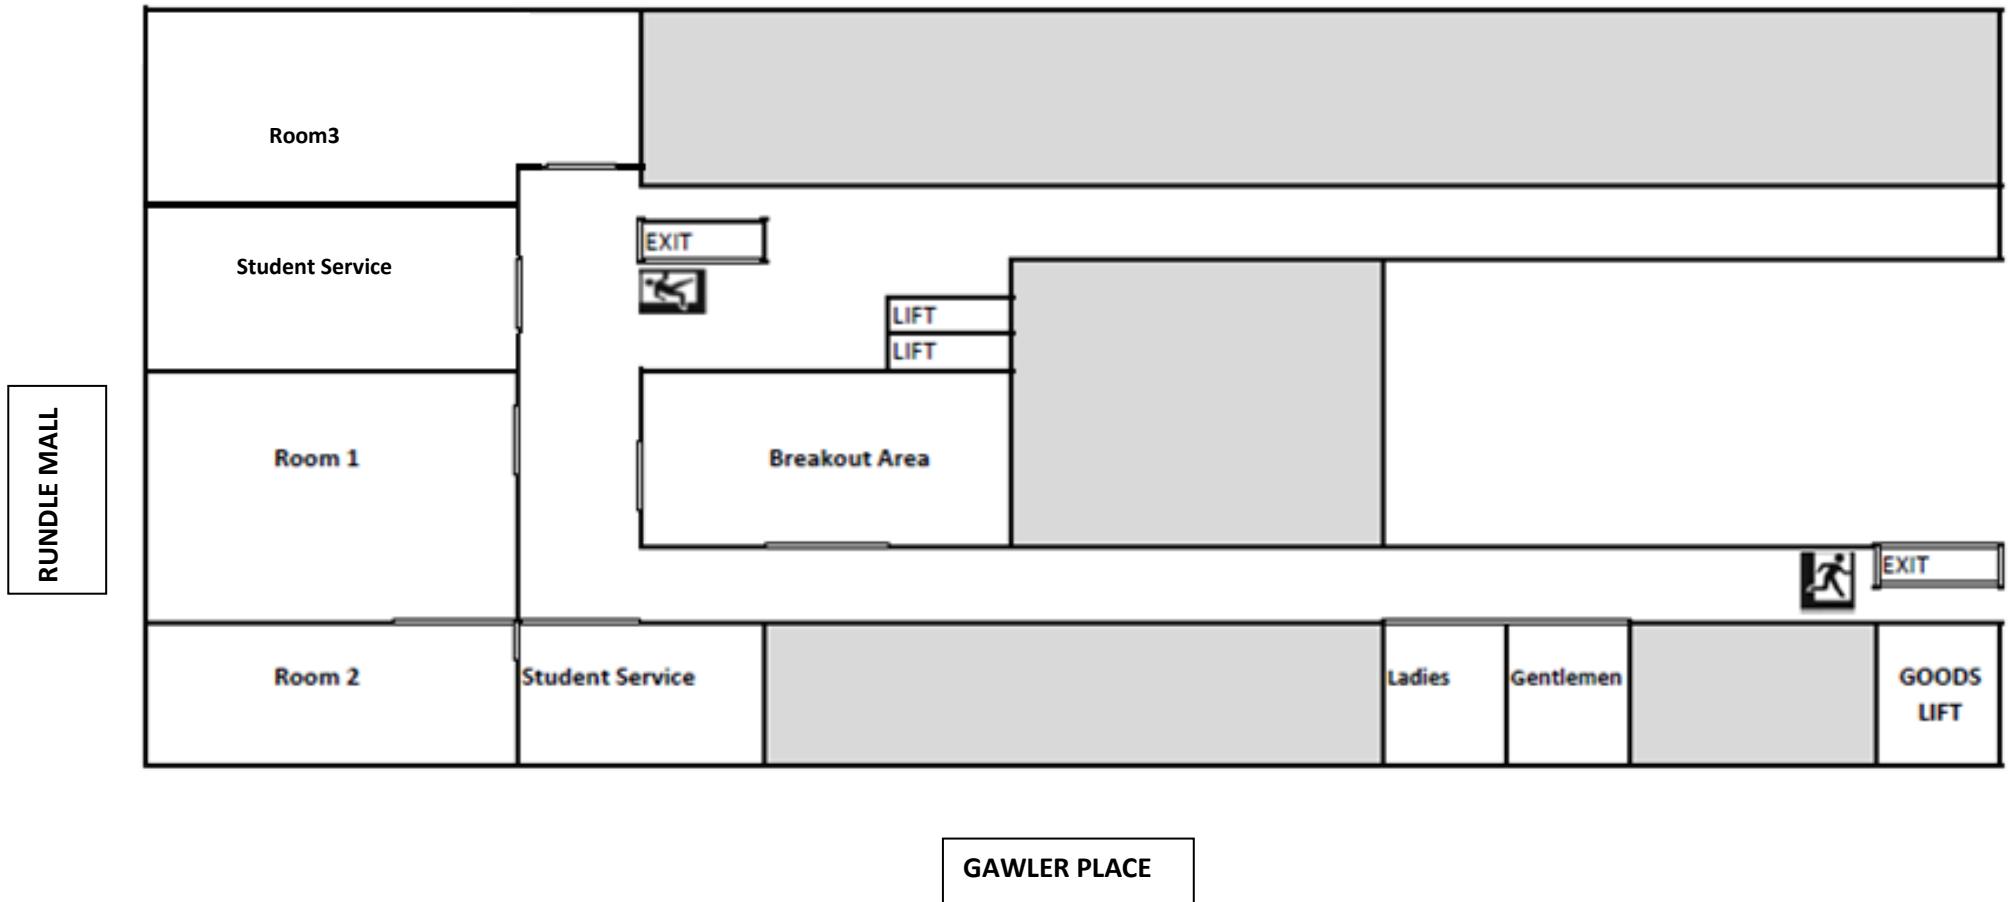 Room3
EXIT
Student Service
LIFT
LIFT
RUNDLE MALL
Room 1
Breakout Area
EXIT
Room 2
Student Service
Ladies
Gentlemen
GOODS
LIFT
GAWLER PLACE